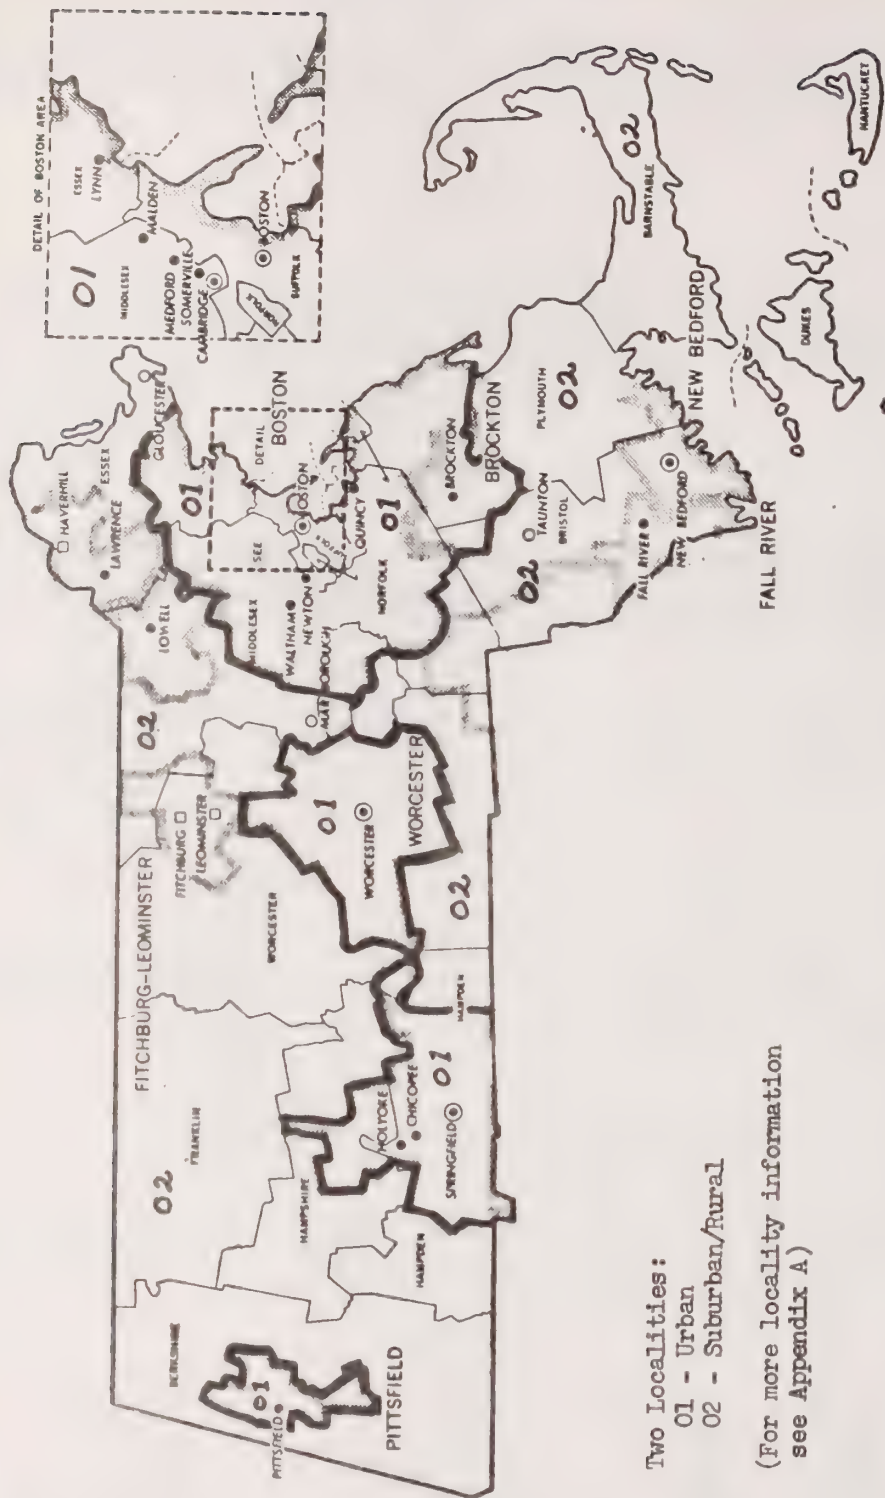 DETAIL OF BOSTON AREA
ESSEX
LYNN
01
MALDEN
MIDDLESEX
MEDFORD
SOMERVILLE
CAMBRIDGE
BOSTON
NORFOLK
SUFFOLK
BERKSHIRE
01
PITTSFIELD
PITTSFIELD
02
FRANKLIN
HAMPSHIRE
HAMPDEN
HOLYOKE
CHICOPEE
01
SPRINGFIELD
HAMPDEN
FITCHBURG-LEOMINSTER
FITCHBURG
LEOMINSTER
WORCESTER
01
WORCESTER
WORCESTER
02
02
LOWELL
LAWRENCE
HAVERHILL
ESSEX
GLOUCESTER
01
MIDDLESEX
WALTHAM
NEWTON
MARLBOROUGH
SEE
DETAIL
BOSTON
BOSTON
QUINCY
01
NORFOLK
BROCKTON
BROCKTON
PLYMOUTH
02
TAUNTON
BRISTOL
02
FALL RIVER
NEW BEDFORD
FALL RIVER
NEW BEDFORD
BARNSTABLE
02
DUKES
NANTUCKET
Two Localities:
01 - Urban
02 - Suburban/Rural
(For more locality information
see Appendix A)